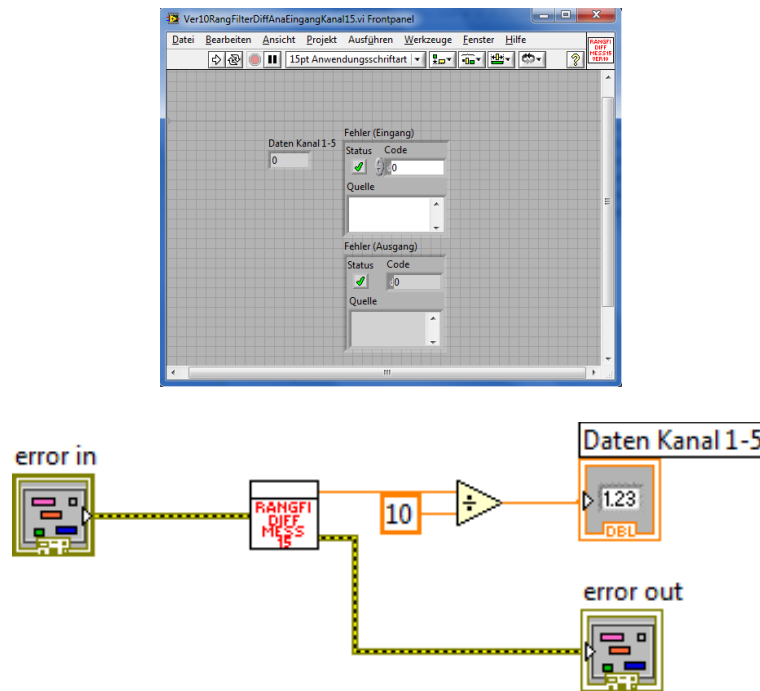 Ver10RangFilterDiffAnaEingangKanal15.vi Frontpanel
Datei Bearbeiten Ansicht Projekt Ausführen Werkzeuge Fenster Hilfe
15pt Anwendungsschriftart
RANGFI
DIFF
MESS15
VER10
Daten Kanal 1-5
0
Fehler (Eingang)
Status Code
0
Quelle
Fehler (Ausgang)
Status Code
0
Quelle
error in
RANGFI
DIFF
MESS
15
10
Daten Kanal 1-5
1.23
DBL
error out